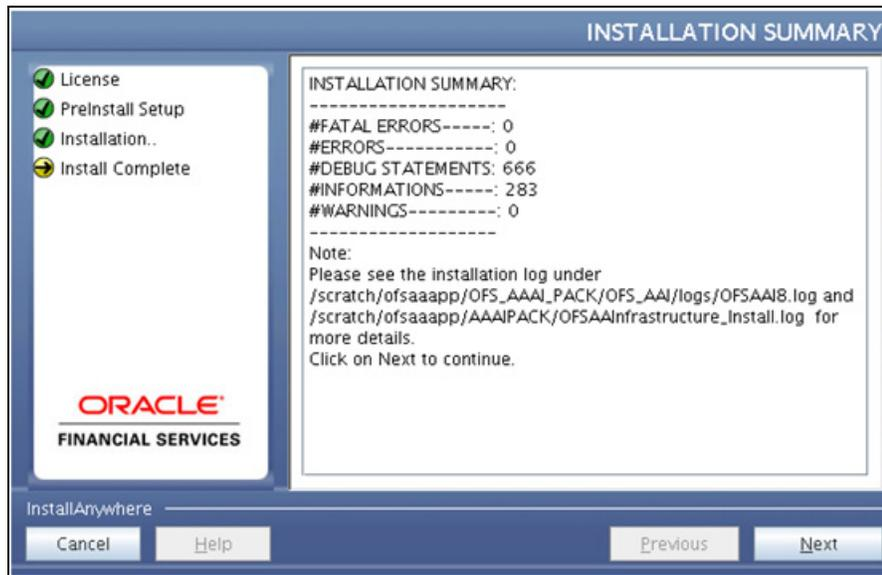 INSTALLATION SUMMARY
License
PreInstall Setup
Installation..
Install Complete
ORACLE
FINANCIAL SERVICES
INSTALLATION SUMMARY:
--------------------
#FATAL ERRORS-----: 0
#ERRORS-----------: 0
#DEBUG STATEMENTS: 666
#INFORMATIONS-----: 283
#WARNINGS---------: 0
-------------------
Note:
Please see the installation log under
/scratch/ofsaaapp/OFS_AAAI_PACK/OFS_AAI/logs/OFSAAI8.log and
/scratch/ofsaaapp/AAAIPACK/OFSAAInfrastructure_Install.log for
more details.
Click on Next to continue.
InstallAnywhere
Cancel
Help
Previous
Next